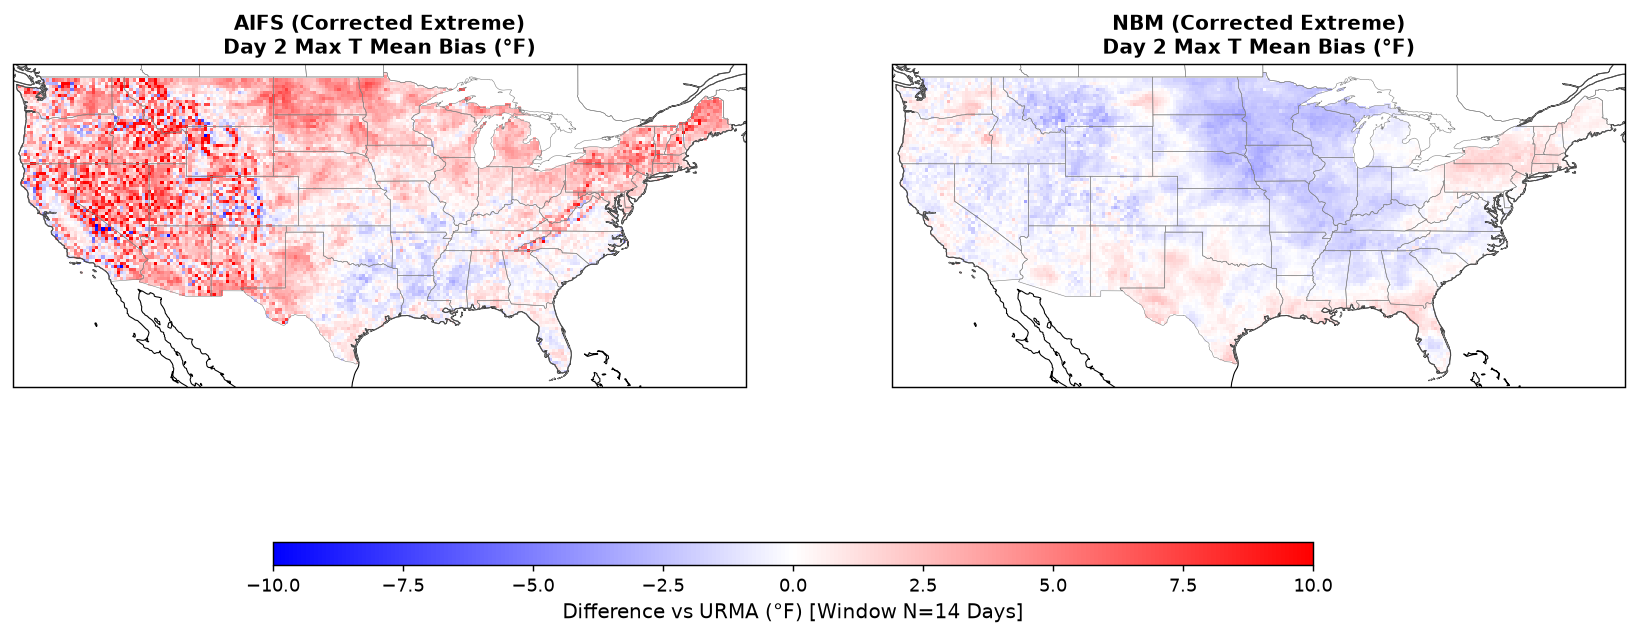 AIFS (Corrected Extreme)
Day 2 Max T Mean Bias (°F)
NBM (Corrected Extreme)
Day 2 Max T Mean Bias (°F)
−10.0 −7.5 −5.0 −2.5 0.0 2.5 5.0 7.5 10.0
Difference vs URMA (°F) [Window N=14 Days]